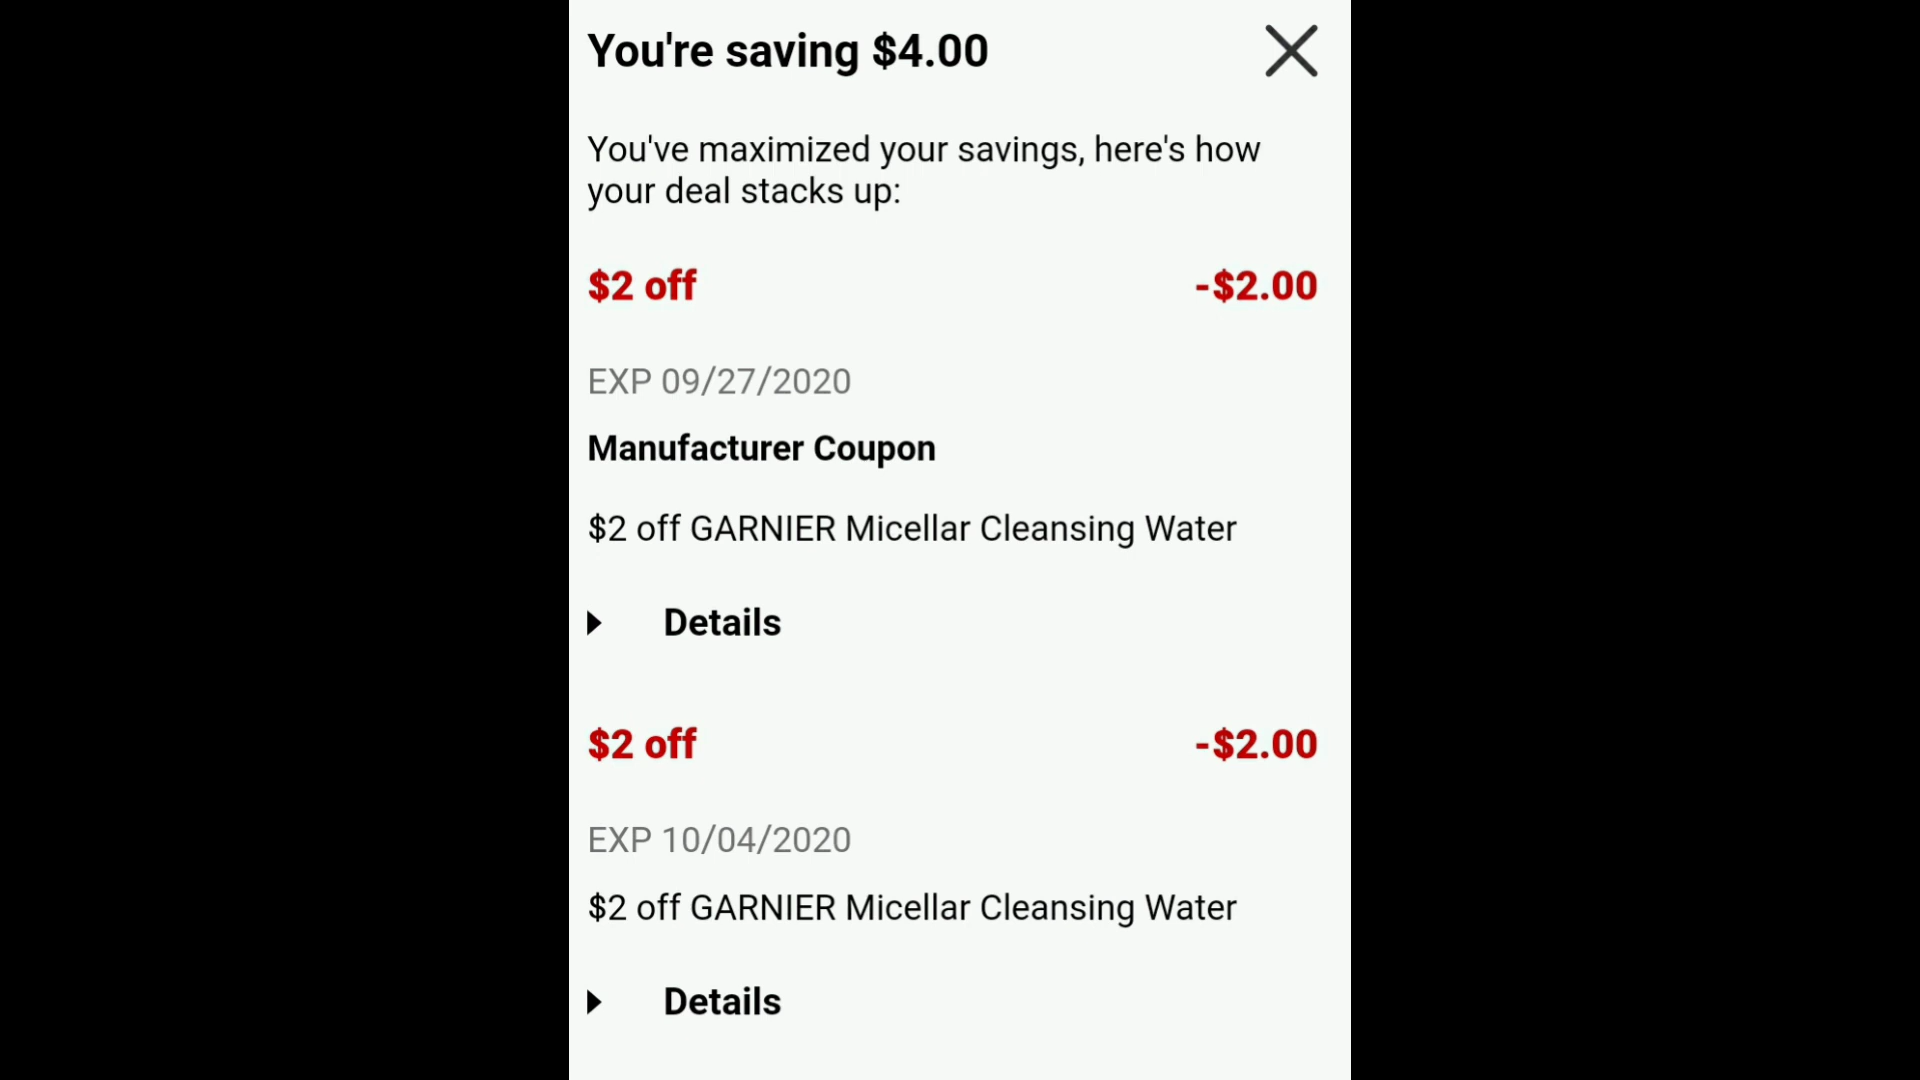 You're saving $4.00
You've maximized your savings, here's how
your deal stacks up:
$2 off -$2.00
EXP 09/27/2020
Manufacturer Coupon
$2 off GARNIER Micellar Cleansing Water
Details
$2 off -$2.00
EXP 10/04/2020
$2 off GARNIER Micellar Cleansing Water
Details